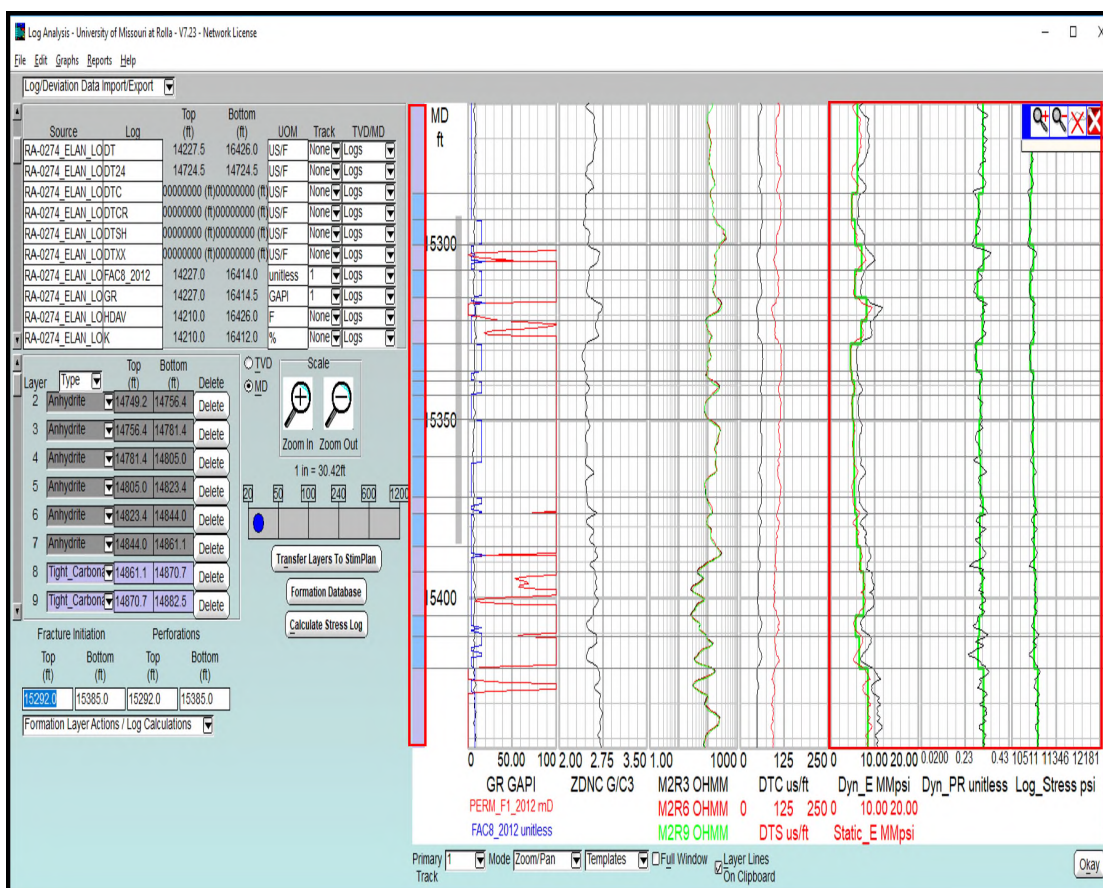 Log Analysis - University of Missouri at Rolla - V7.23 - Network License
File Edit Graphs Reports Help
Log/Deviation Data Import/Export
Top Bottom
Source Log (ft) (ft) UOM Track TVD/MD
RA-0274_ELAN_LO DT 14227.5 16426.0 US/F None Logs
RA-0274_ELAN_LO DT24 14724.5 14724.5 US/F None Logs
RA-0274_ELAN_LO DTC 00000000 (ft) 00000000 (ft) US/F None Logs
RA-0274_ELAN_LO DTCR 00000000 (ft) 00000000 (ft) US/F None Logs
RA-0274_ELAN_LO DTSH 00000000 (ft) 00000000 (ft) US/F None Logs
RA-0274_ELAN_LO DTXX 00000000 (ft) 00000000 (ft) US/F None Logs
RA-0274_ELAN_LO FAC8_2012 14227.0 16414.0 unitless 1 Logs
RA-0274_ELAN_LO GR 14227.0 16414.5 GAPI 1 Logs
RA-0274_ELAN_LO HDAV 14210.0 16426.0 F None Logs
RA-0274_ELAN_LO K 14210.0 16412.0 % None Logs
Top Bottom
Layer Type (ft) (ft) Delete
2 Anhydrite 14749.2 14756.4 Delete
3 Anhydrite 14756.4 14781.4 Delete
4 Anhydrite 14781.4 14805.0 Delete
5 Anhydrite 14805.0 14823.4 Delete
6 Anhydrite 14823.4 14844.0 Delete
7 Anhydrite 14844.0 14861.1 Delete
8 Tight_Carbona 14861.1 14870.7 Delete
9 Tight_Carbona 14870.7 14882.5 Delete
TVD
MD
Scale
Zoom In Zoom Out
1 in = 30.42ft
20 50 100 240 600 1200
Transfer Layers To StimPlan
Formation Database
Calculate Stress Log
Fracture Initiation Perforations
Top Bottom Top Bottom
(ft) (ft) (ft) (ft)
15292.0 15385.0 15292.0 15385.0
Formation Layer Actions / Log Calculations
MD
ft
15300
15350
15400
0 50.00 100 2.00 2.75 3.50 1.00 1000 0 125 250 0 10.00 20.00 0.0200 0.23 0.43 10511 11346 12181
GR GAPI ZDNC G/C3 M2R3 OHMM DTC us/ft Dyn_E MMpsi Dyn_PR unitless Log_Stress psi
PERM_F1_2012 mD M2R6 OHMM 0 125 250 0 10.00 20.00
FAC8_2012 unitless M2R9 OHMM DTS us/ft Static_E MMpsi
Primary Track 1 Mode Zoom/Pan Templates Full Window Layer Lines On Clipboard
Okay